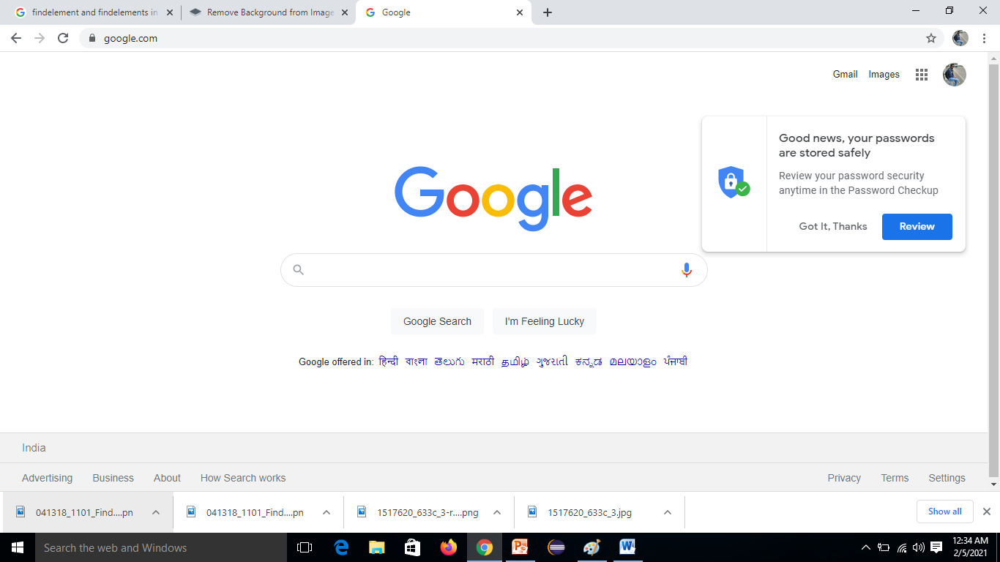 findelement and findelements in
Remove Background from Image
Google
google.com
Gmail Images
Good news, your passwords
are stored safely
Review your password security
anytime in the Password Checkup
Got It, Thanks Review
Google
Google Search I'm Feeling Lucky
Google offered in: हिन्दी বাংলা తెలుగు मराठी தமிழ் ગુજરાતી ಕನ್ನಡ മലയാളം ਪੰਜਾਬੀ
India
Advertising Business About How Search works Privacy Terms Settings
041318_1101_Find....pn 041318_1101_Find....pn 1517620_633c_3-r....png 1517620_633c_3.jpg Show all
Search the web and Windows
12:34 AM
2/5/2021